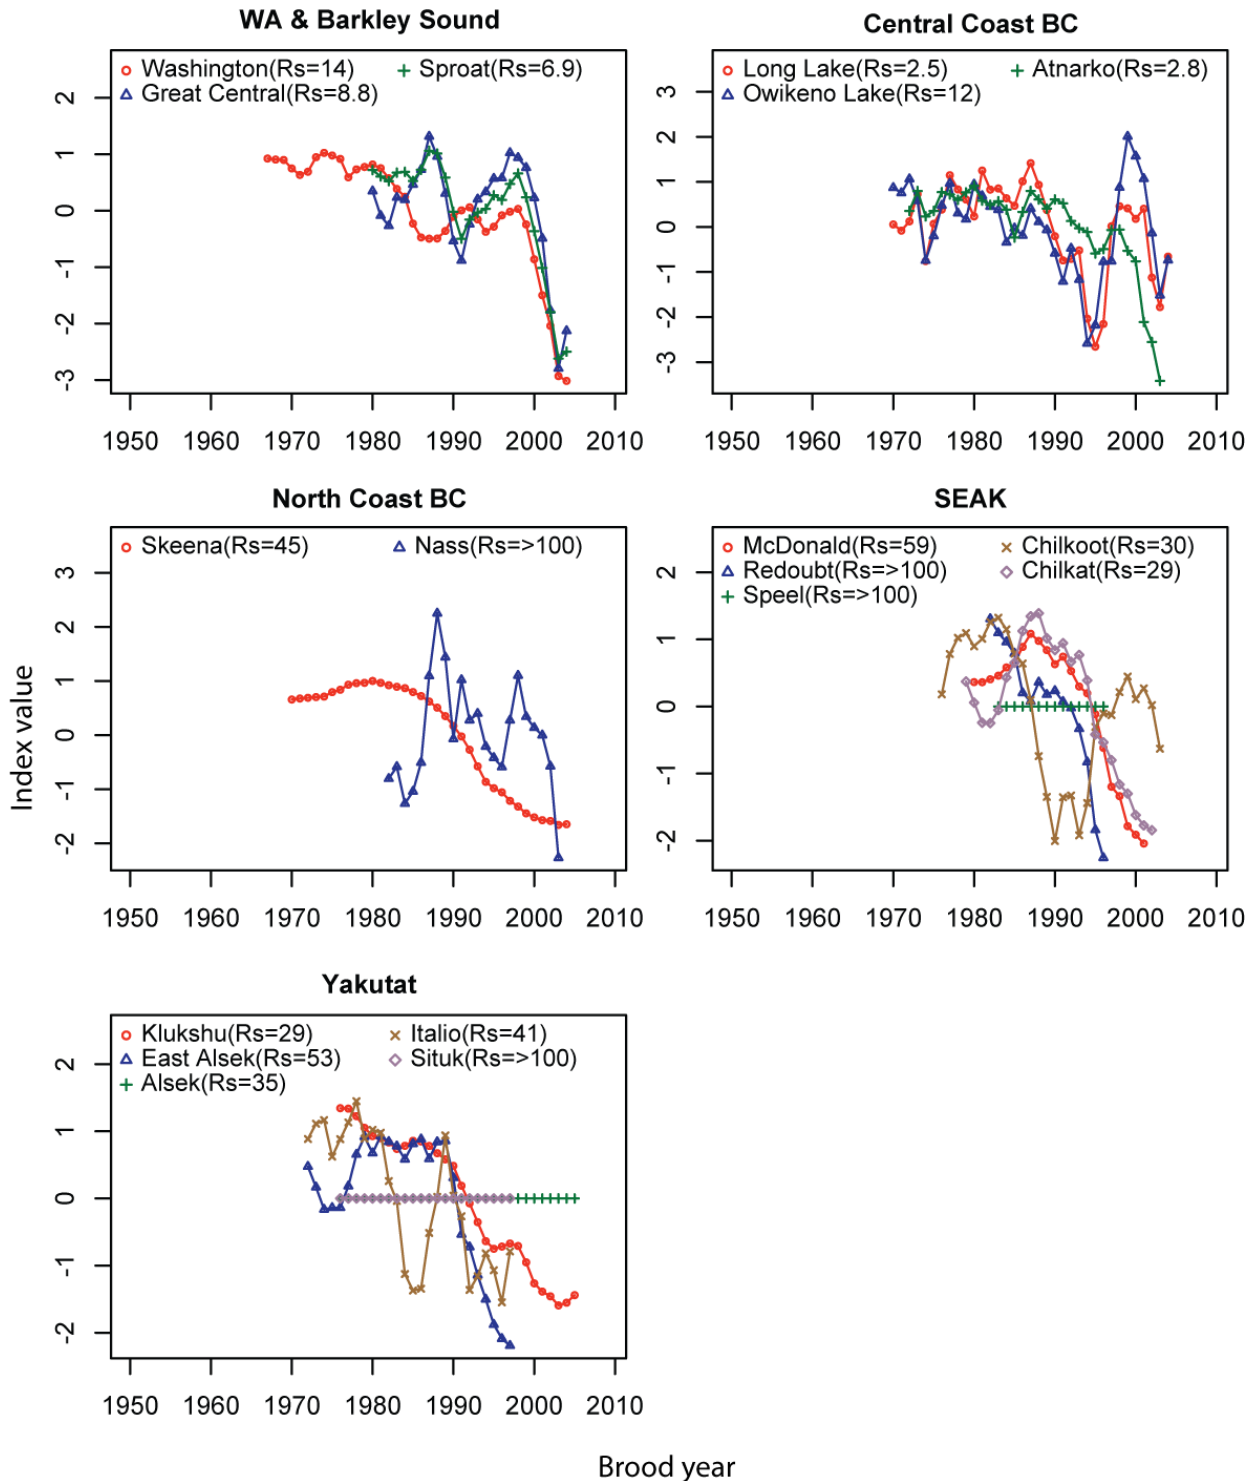 WA & Barkley Sound
Washington(Rs=14) Sproat(Rs=6.9)
Great Central(Rs=8.8)
2
1
0
-1
-2
-3
1950 1960 1970 1980 1990 2000 2010
Central Coast BC
Long Lake(Rs=2.5) Atnarko(Rs=2.8)
Owikeno Lake(Rs=12)
3
2
1
0
-1
-2
-3
1950 1960 1970 1980 1990 2000 2010
North Coast BC
Skeena(Rs=45) Nass(Rs=>100)
3
2
1
0
-1
-2
1950 1960 1970 1980 1990 2000 2010
SEAK
McDonald(Rs=59) Chilkoot(Rs=30)
Redoubt(Rs=>100) Chilkat(Rs=29)
Speel(Rs=>100)
2
1
0
-1
-2
1950 1960 1970 1980 1990 2000 2010
Index value
Yakutat
Klukshu(Rs=29) Italio(Rs=41)
East Alsek(Rs=53) Situk(Rs=>100)
Alsek(Rs=35)
2
1
0
-1
-2
1950 1960 1970 1980 1990 2000 2010
Brood year